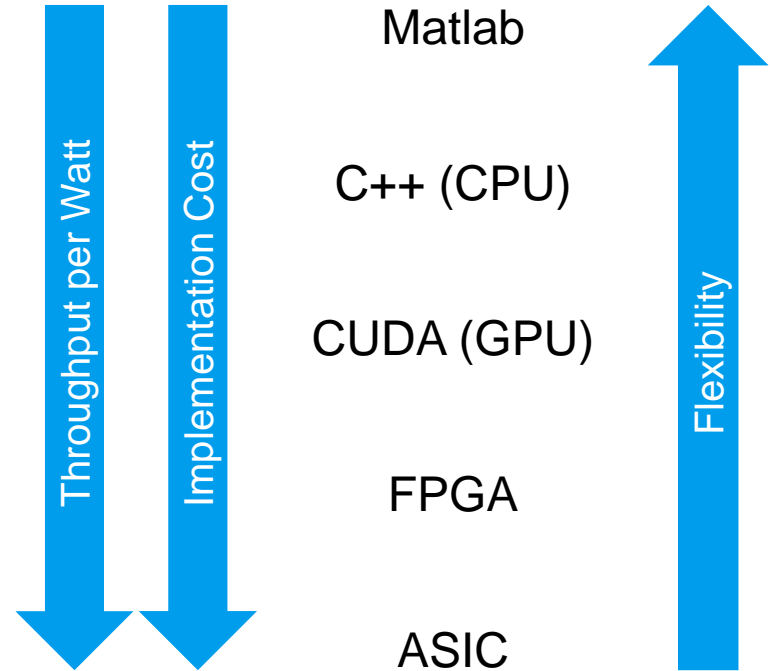 Throughput per Watt
Implementation Cost
Matlab
C++ (CPU)
CUDA (GPU)
FPGA
ASIC
Flexibility